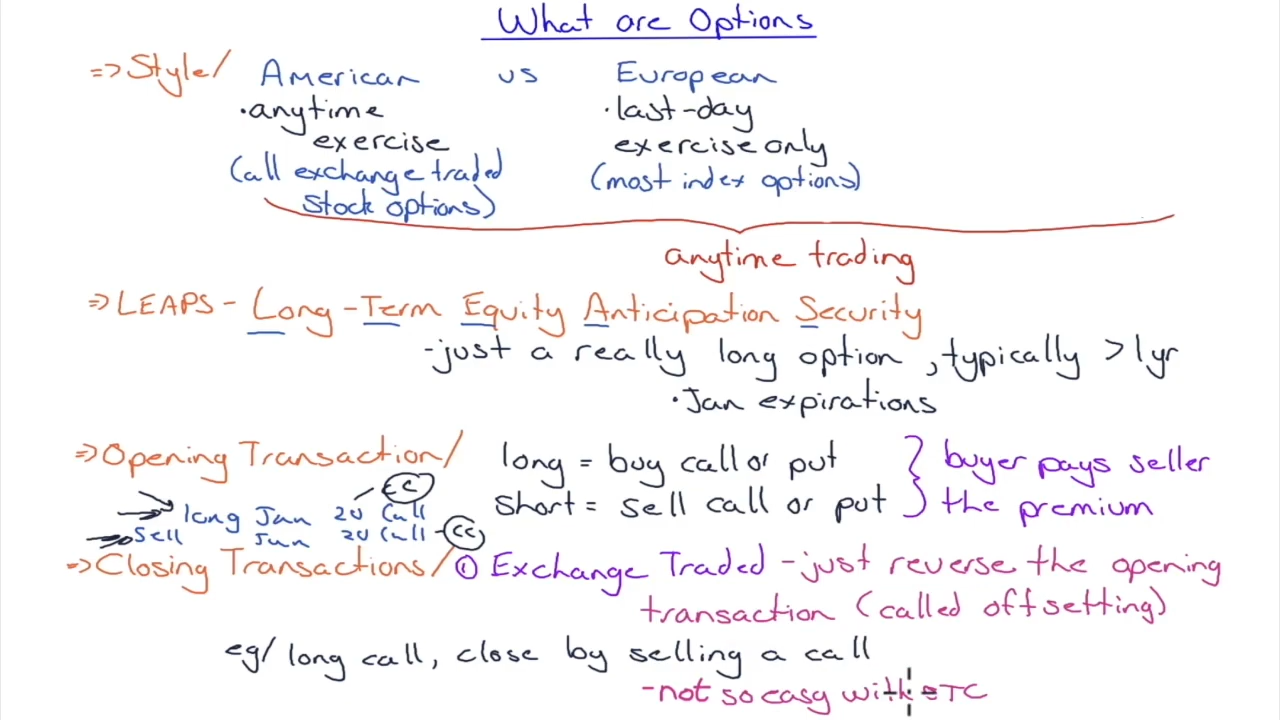 What are Options
=> Style/ American vs European
•anytime exercise •last-day exercise only
(all exchange traded stock options) (most index options)
anytime trading
=> LEAPS - Long-Term Equity Anticipation Security
-just a really long option, typically > 1yr
•Jan expirations
=> Opening Transaction/ long = buy call or put } buyer pays seller
short = sell call or put the premium
CC
long Jan 20 Call
Sell Jan 20 Call - CC
=> Closing Transactions/ ① Exchange Traded - just reverse the opening
transaction (called offsetting)
eg/ long call, close by selling a call
-not so easy with OTC